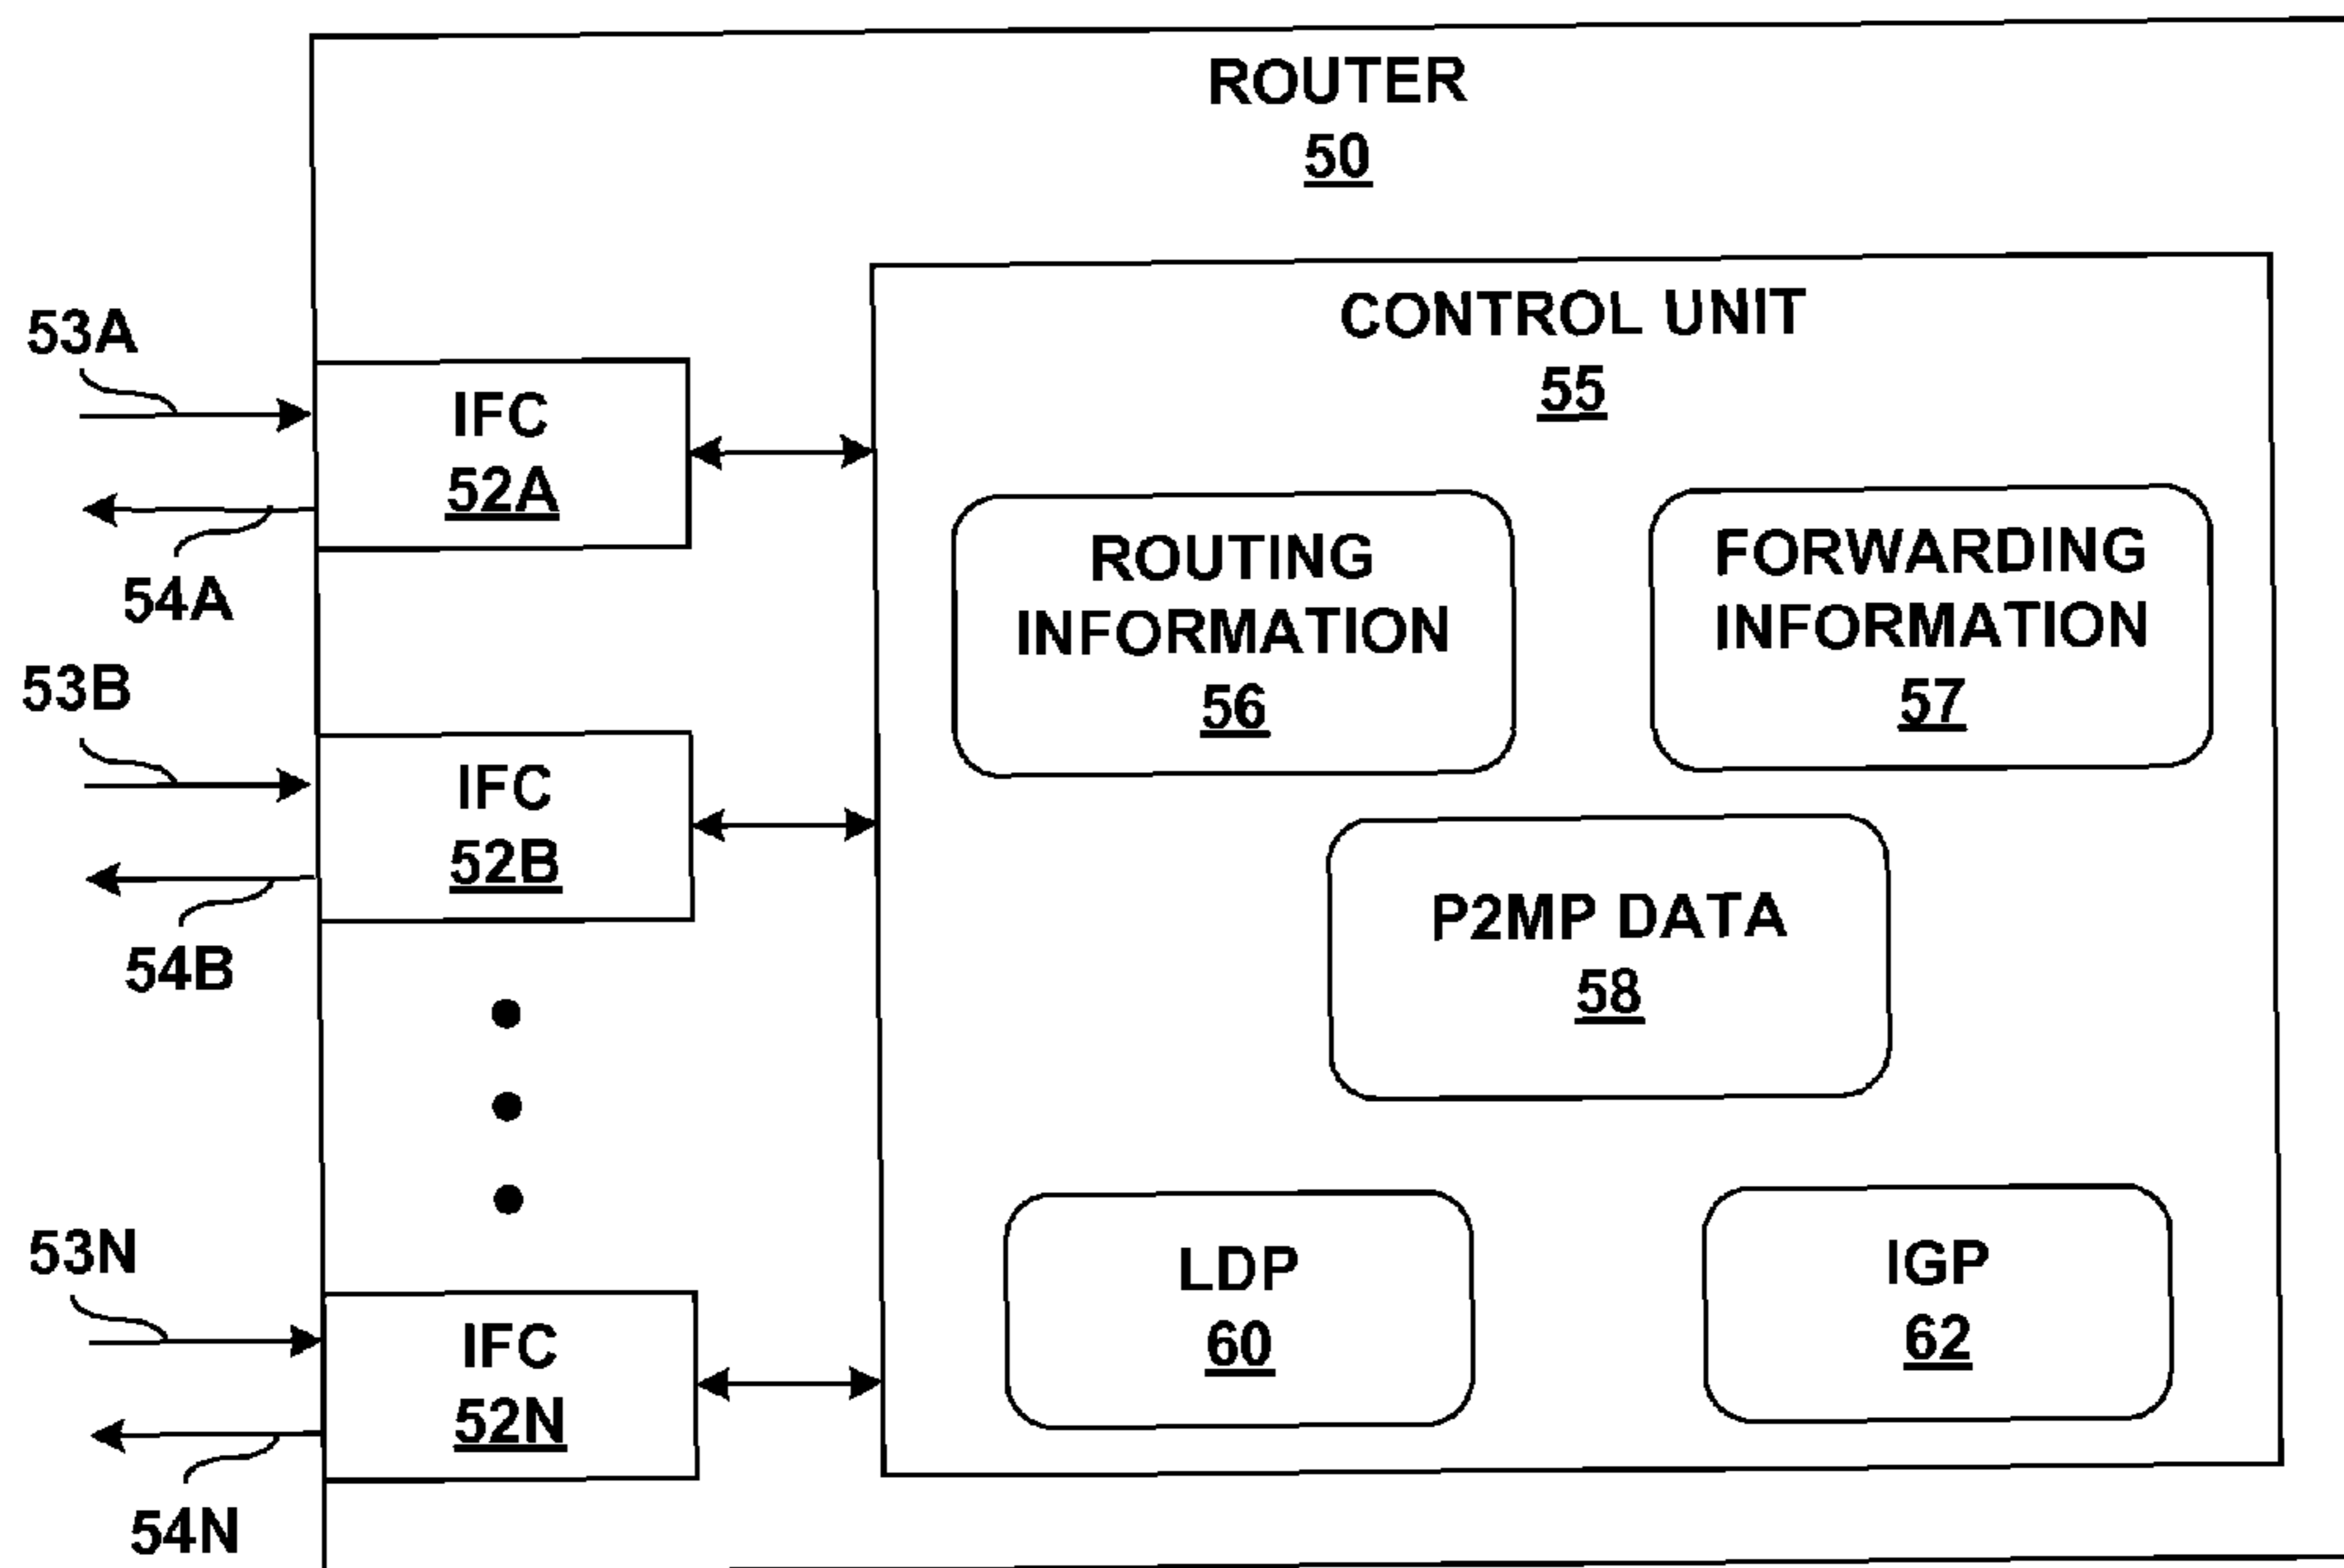 ROUTER
50
CONTROL UNIT
55
53A
IFC
52A
54A
ROUTING
INFORMATION
56
FORWARDING
INFORMATION
57
53B
IFC
52B
54B
P2MP DATA
58
53N
IFC
52N
54N
LDP
60
IGP
62